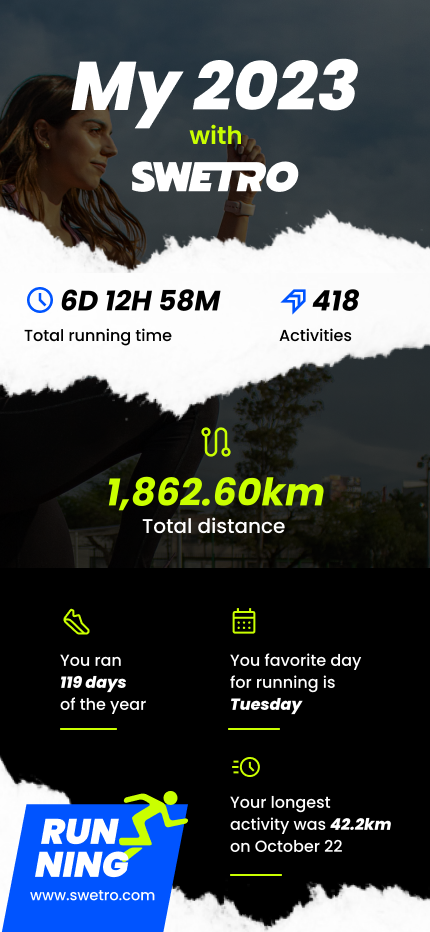 My 2023
with
SWETRO
6D 12H 58M
Total running time
418
Activities
1,862.60km
Total distance
You ran
119 days
of the year
You favorite day
for running is
Tuesday
Your longest
activity was 42.2km
on October 22
RUN
NING
www.swetro.com